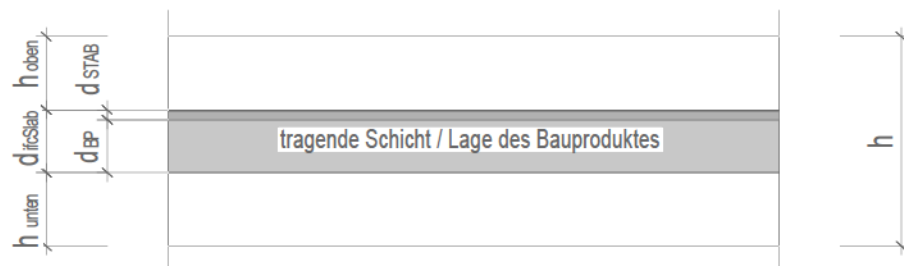 h oben
d STAB
d ifcSlab
d BP
tragende Schicht / Lage des Bauproduktes
h
h unten